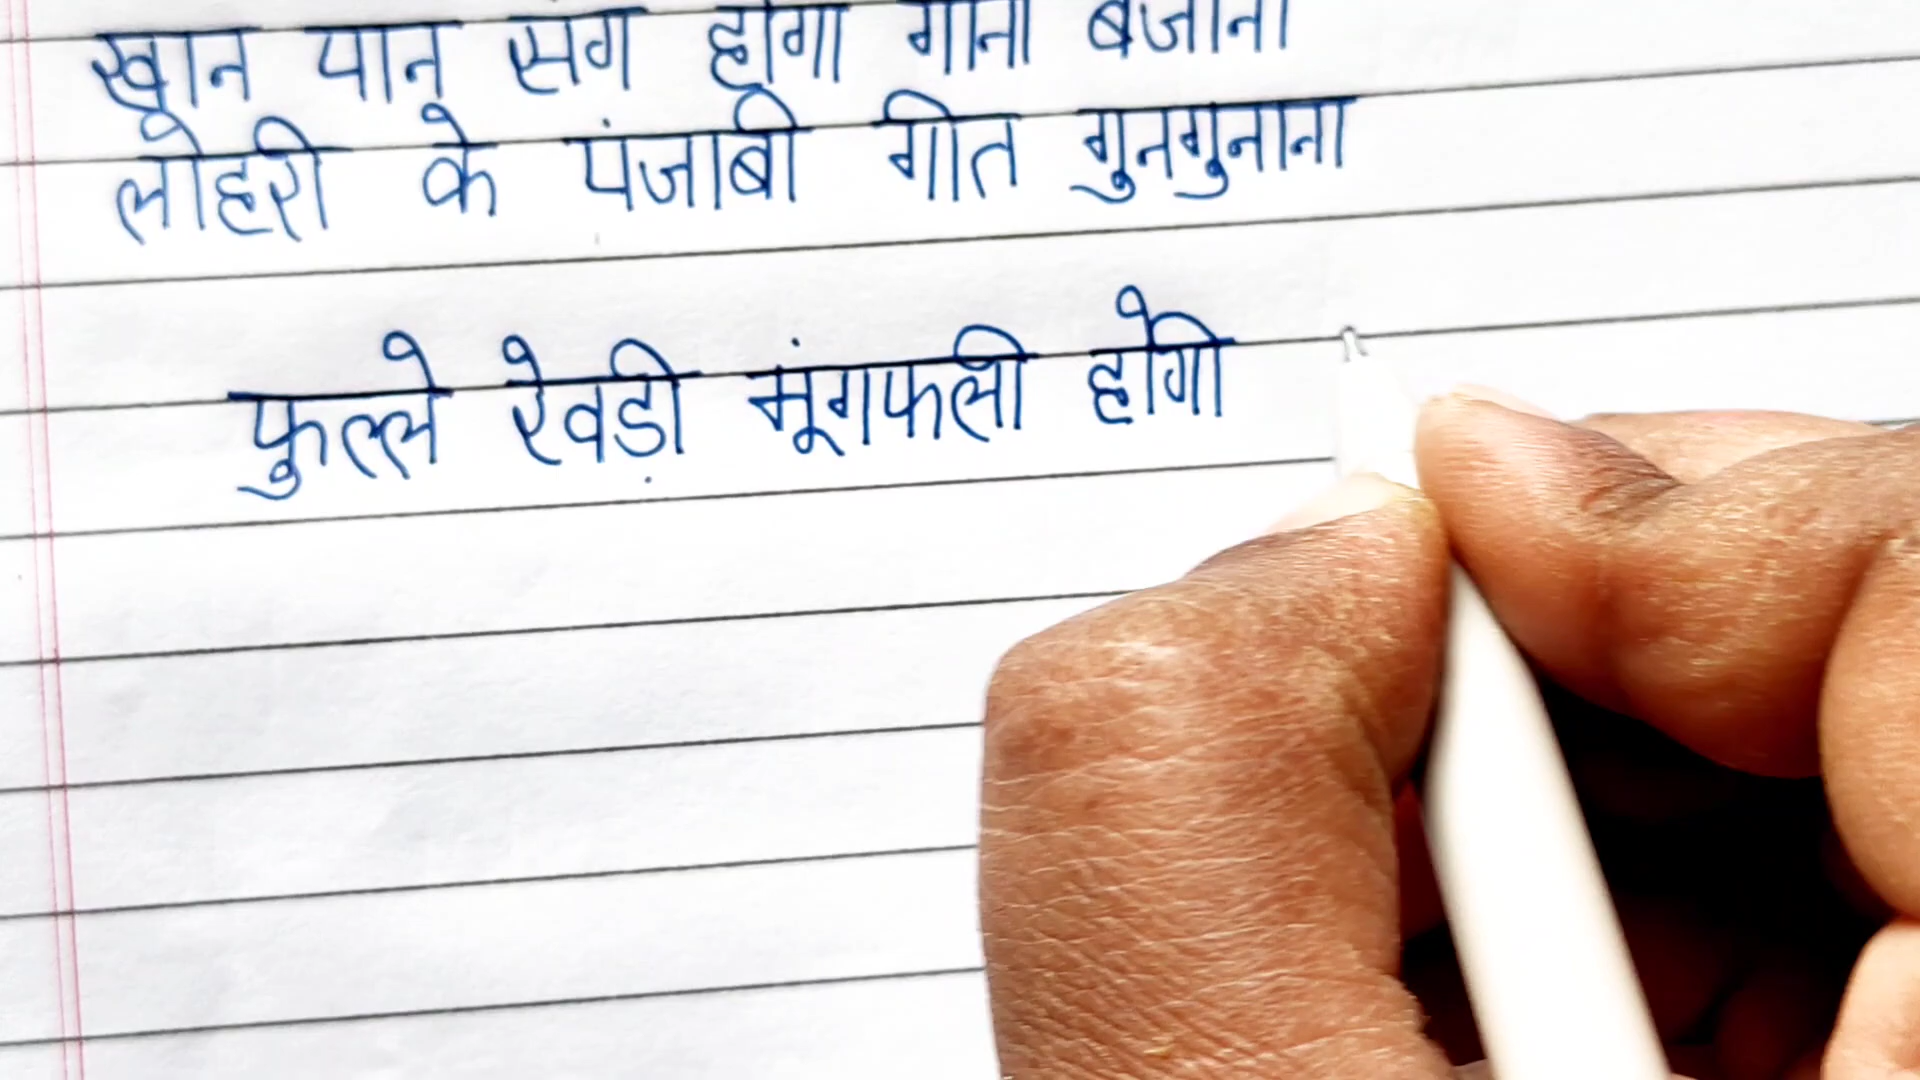 खान पान संग होगा गाना बजाना
लोहरी के पंजाबी गीत गुनगुनाना
फुल्ले रेवड़ी मूंगफली होगी